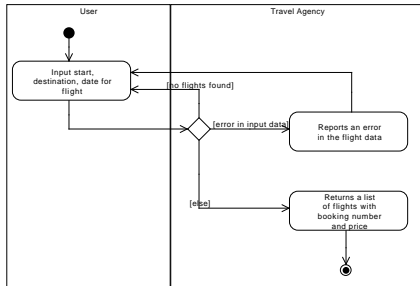 User
Travel Agency
Input start,
destination, date for
flight
[no flights found]
[error in input data]
Reports an error
in the flight data
[else]
Returns a list
of flights with
booking number
and price